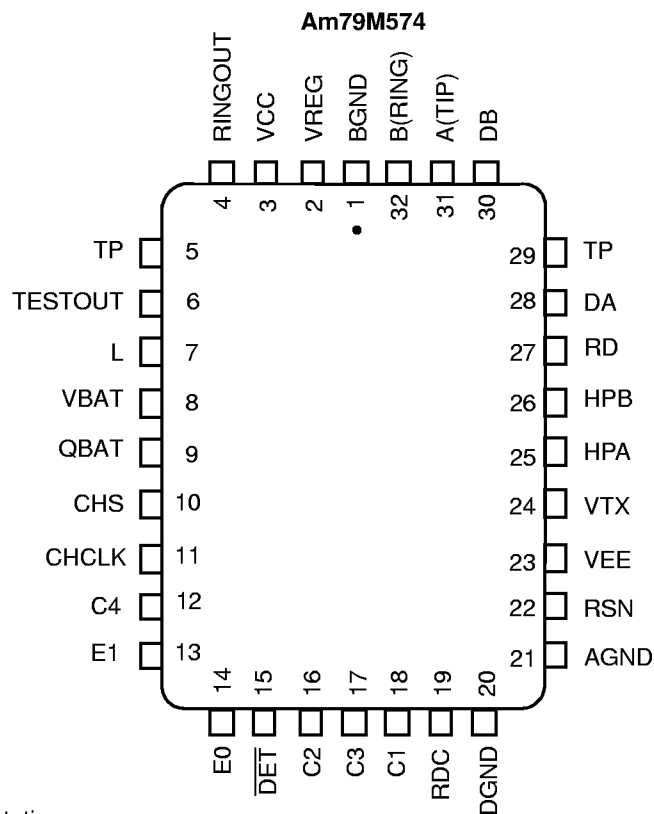 Am79M574
RINGOUT
VCC
VREG
BGND
B(RING)
A(TIP)
DB
4
3
2
1
32
31
30
TP 5
29 TP
TESTOUT 6
28 DA
L 7
27 RD
VBAT 8
26 HPB
QBAT 9
25 HPA
CHS 10
24 VTX
CHCLK 11
23 VEE
C4 12
22 RSN
E1 13
21 AGND
14
15
16
17
18
19
20
E0
DET
C2
C3
C1
RDC
DGND